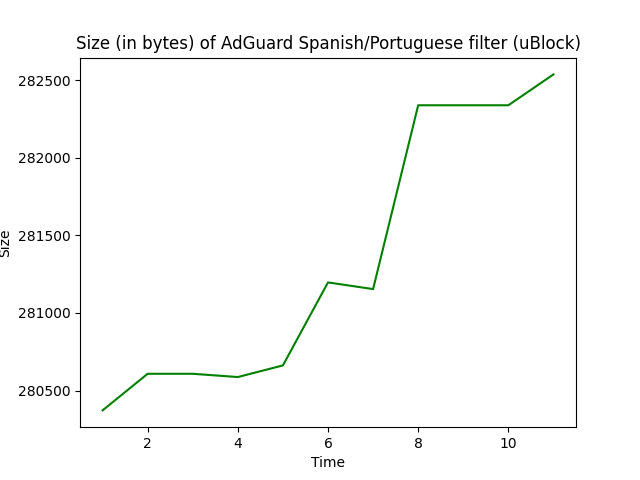 Size (in bytes) of AdGuard Spanish/Portuguese filter (uBlock)
282500
282000
281500
281000
280500
Size
2 4 6 8 10
Time